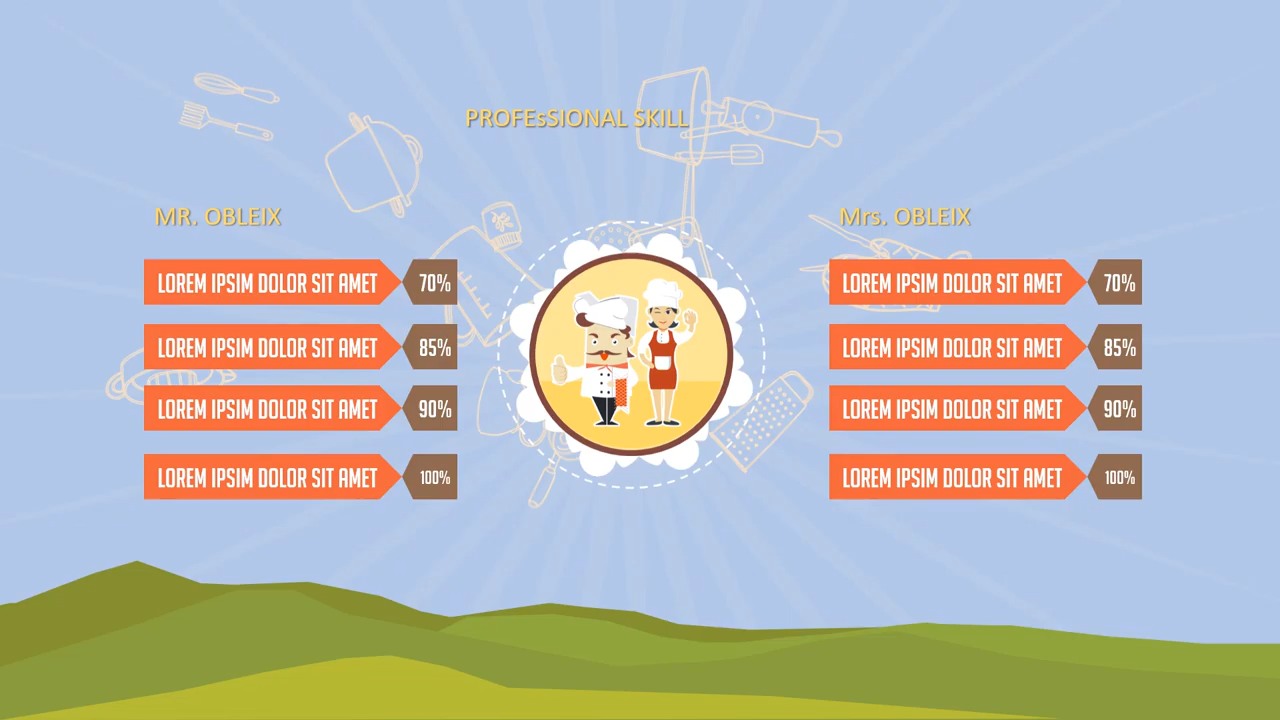 PROFEsSIONAL SKILL
MR. OBLEIX
LOREM IPSIM DOLOR SIT AMET 70%
LOREM IPSIM DOLOR SIT AMET 85%
LOREM IPSIM DOLOR SIT AMET 90%
LOREM IPSIM DOLOR SIT AMET 100%
Mrs. OBLEIX
LOREM IPSIM DOLOR SIT AMET 70%
LOREM IPSIM DOLOR SIT AMET 85%
LOREM IPSIM DOLOR SIT AMET 90%
LOREM IPSIM DOLOR SIT AMET 100%